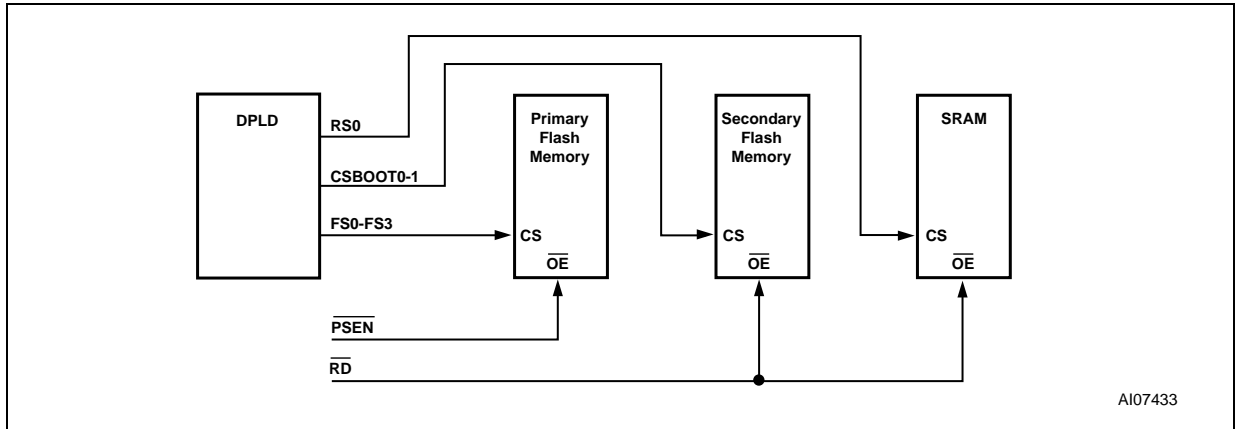 DPLD
RS0
CSBOOT0-1
FS0-FS3
Primary
Flash
Memory
CS
OE
Secondary
Flash
Memory
CS
OE
SRAM
CS
OE
PSEN
RD
AI07433